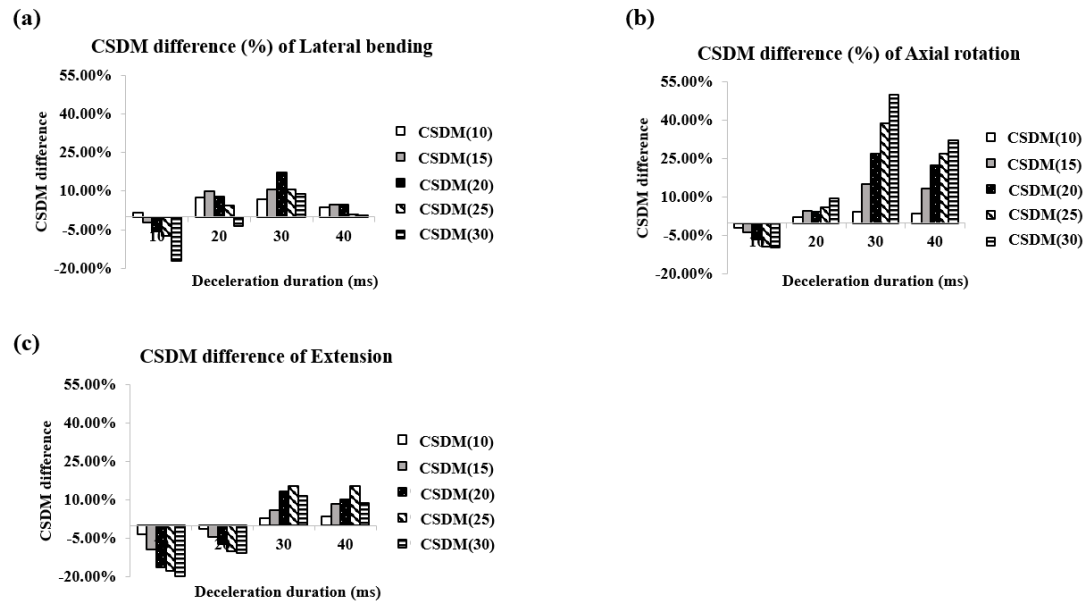 (a)
CSDM difference (%) of Lateral bending
55.00%
40.00%
25.00%
10.00%
-5.00%
-20.00%
CSDM difference
10 20 30 40
Deceleration duration (ms)
CSDM(10)
CSDM(15)
CSDM(20)
CSDM(25)
CSDM(30)
(b)
CSDM difference (%) of Axial rotation
55.00%
40.00%
25.00%
10.00%
-5.00%
-20.00%
CSDM difference
10 20 30 40
Deceleration duration (ms)
CSDM(10)
CSDM(15)
CSDM(20)
CSDM(25)
CSDM(30)
(c)
CSDM difference of Extension
55.00%
40.00%
25.00%
10.00%
-5.00%
-20.00%
CSDM difference
30 40
Deceleration duration (ms)
CSDM(10)
CSDM(15)
CSDM(20)
CSDM(25)
CSDM(30)